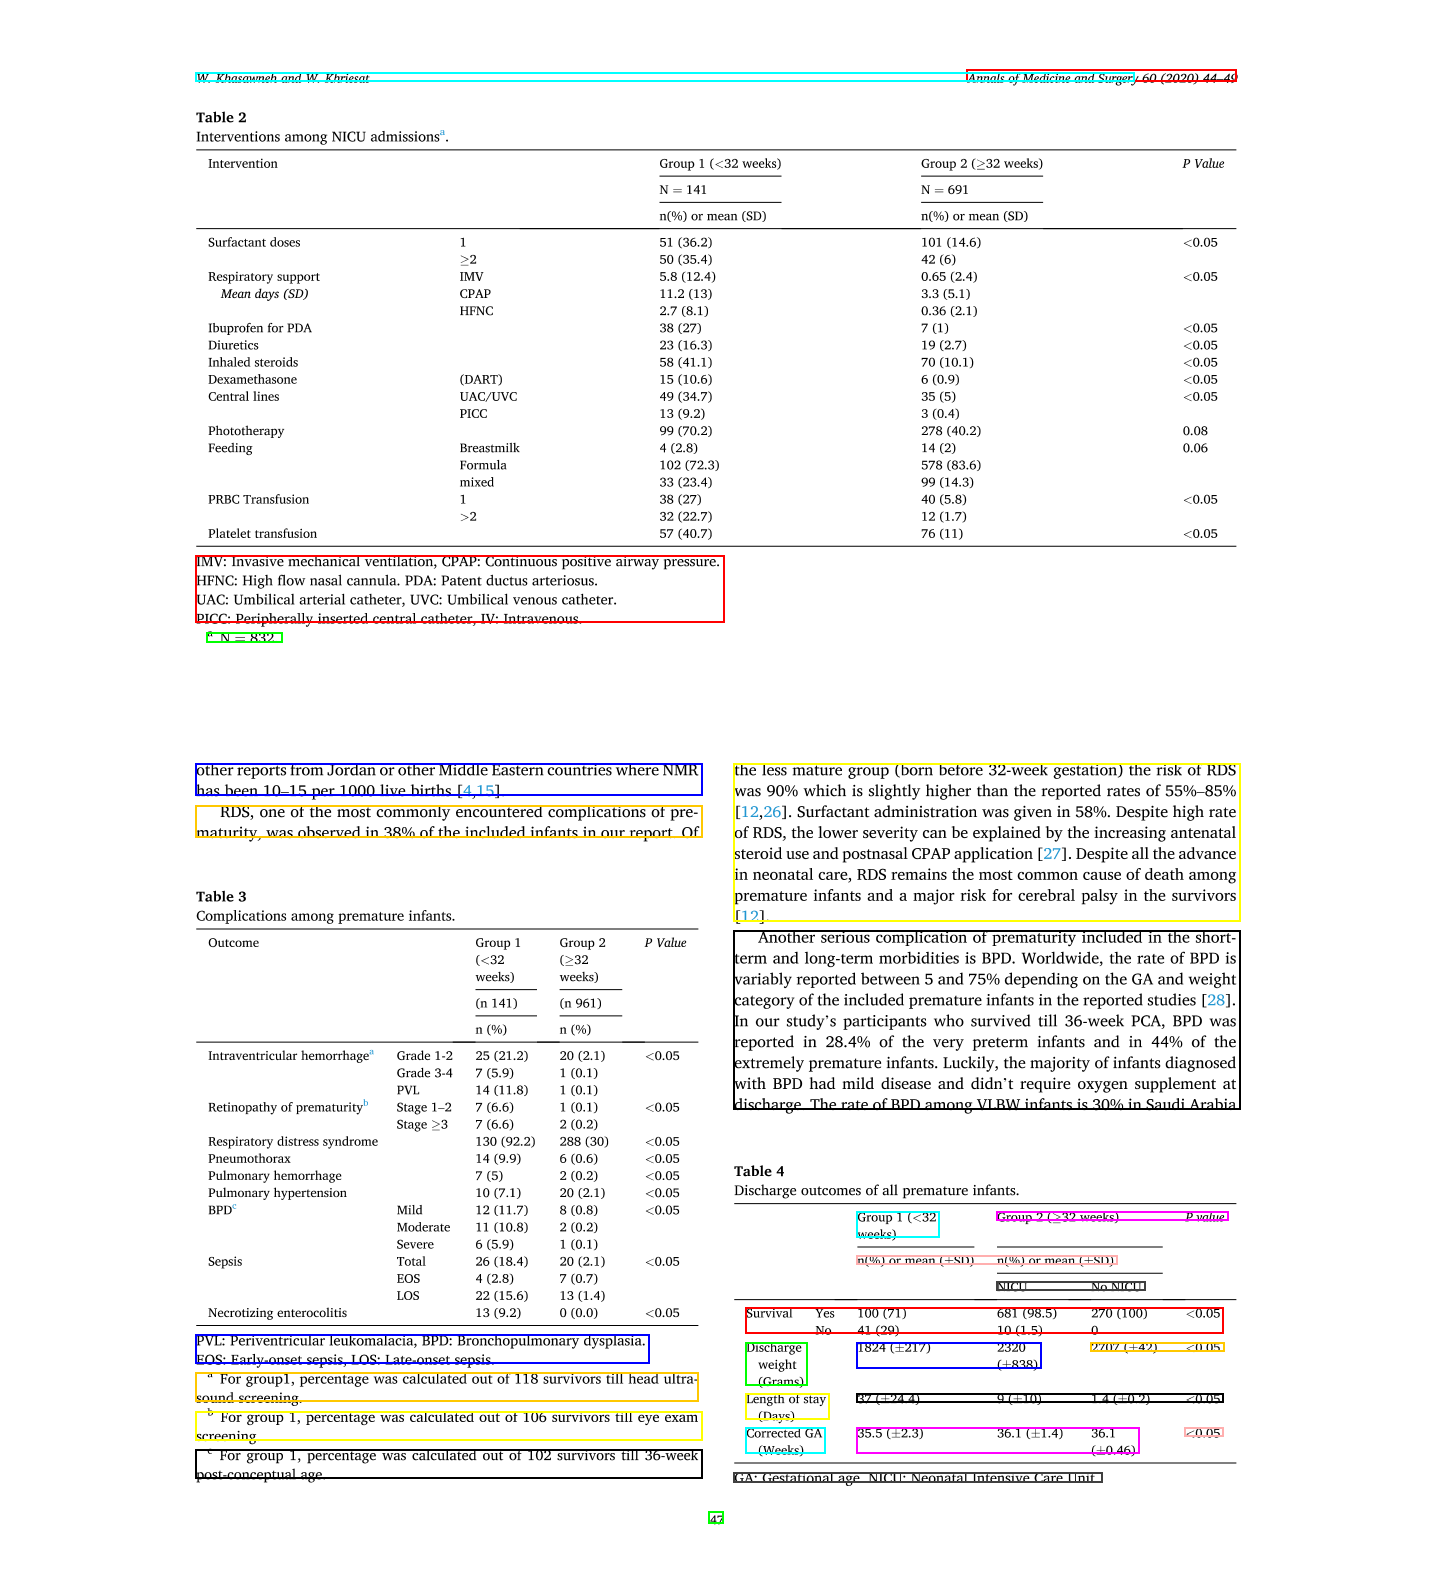 W. Khasawneh and W. Khriesat
Annals of Medicine and Surgery 60 (2020) 44–49
Table 2
Interventions among NICU admissionsa.
Intervention Group 1 (<32 weeks) Group 2 (≥32 weeks) P Value
N = 141 N = 691
n(%) or mean (SD) n(%) or mean (SD)
Surfactant doses 1 51 (36.2) 101 (14.6) <0.05
≥2 50 (35.4) 42 (6)
Respiratory support IMV 5.8 (12.4) 0.65 (2.4) <0.05
Mean days (SD) CPAP 11.2 (13) 3.3 (5.1)
HFNC 2.7 (8.1) 0.36 (2.1)
Ibuprofen for PDA 38 (27) 7 (1) <0.05
Diuretics 23 (16.3) 19 (2.7) <0.05
Inhaled steroids 58 (41.1) 70 (10.1) <0.05
Dexamethasone (DART) 15 (10.6) 6 (0.9) <0.05
Central lines UAC/UVC 49 (34.7) 35 (5) <0.05
PICC 13 (9.2) 3 (0.4)
Phototherapy 99 (70.2) 278 (40.2) 0.08
Feeding Breastmilk 4 (2.8) 14 (2) 0.06
Formula 102 (72.3) 578 (83.6)
mixed 33 (23.4) 99 (14.3)
PRBC Transfusion 1 38 (27) 40 (5.8) <0.05
>2 32 (22.7) 12 (1.7)
Platelet transfusion 57 (40.7) 76 (11) <0.05
IMV: Invasive mechanical ventilation, CPAP: Continuous positive airway pressure.
HFNC: High flow nasal cannula. PDA: Patent ductus arteriosus.
UAC: Umbilical arterial catheter, UVC: Umbilical venous catheter.
PICC: Peripherally inserted central catheter, IV: Intravenous.
a N = 832
other reports from Jordan or other Middle Eastern countries where NMR
has been 10–15 per 1000 live births [4,15]
RDS, one of the most commonly encountered complications of pre-
maturity, was observed in 38% of the included infants in our report. Of
Table 3
Complications among premature infants.
Outcome Group 1 (<32 weeks) Group 2 (≥32 weeks) P Value
(n 141) (n 961)
n (%) n (%)
Intraventricular hemorrhagea Grade 1-2 25 (21.2) 20 (2.1) <0.05
Grade 3-4 7 (5.9) 1 (0.1)
PVL 14 (11.8) 1 (0.1)
Retinopathy of prematurityb Stage 1–2 7 (6.6) 1 (0.1) <0.05
Stage ≥3 7 (6.6) 2 (0.2)
Respiratory distress syndrome 130 (92.2) 288 (30) <0.05
Pneumothorax 14 (9.9) 6 (0.6) <0.05
Pulmonary hemorrhage 7 (5) 2 (0.2) <0.05
Pulmonary hypertension 10 (7.1) 20 (2.1) <0.05
BPDc Mild 12 (11.7) 8 (0.8) <0.05
Moderate 11 (10.8) 2 (0.2)
Severe 6 (5.9) 1 (0.1)
Sepsis Total 26 (18.4) 20 (2.1) <0.05
EOS 4 (2.8) 7 (0.7)
LOS 22 (15.6) 13 (1.4)
Necrotizing enterocolitis 13 (9.2) 0 (0.0) <0.05
PVL: Periventricular leukomalacia, BPD: Bronchopulmonary dysplasia.
EOS: Early-onset sepsis, LOS: Late-onset sepsis.
a For group1, percentage was calculated out of 118 survivors till head ultra-
sound screening.
b For group 1, percentage was calculated out of 106 survivors till eye exam
screening
c For group 1, percentage was calculated out of 102 survivors till 36-week
post-conceptual age.
the less mature group (born before 32-week gestation) the risk of RDS
was 90% which is slightly higher than the reported rates of 55%–85%
[12,26]. Surfactant administration was given in 58%. Despite high rate
of RDS, the lower severity can be explained by the increasing antenatal
steroid use and postnasal CPAP application [27]. Despite all the advance
in neonatal care, RDS remains the most common cause of death among
premature infants and a major risk for cerebral palsy in the survivors
[12].
Another serious complication of prematurity included in the short-
term and long-term morbidities is BPD. Worldwide, the rate of BPD is
variably reported between 5 and 75% depending on the GA and weight
category of the included premature infants in the reported studies [28].
In our study's participants who survived till 36-week PCA, BPD was
reported in 28.4% of the very preterm infants and in 44% of the
extremely premature infants. Luckily, the majority of infants diagnosed
with BPD had mild disease and didn't require oxygen supplement at
discharge. The rate of BPD among VLBW infants is 30% in Saudi Arabia
Table 4
Discharge outcomes of all premature infants.
Group 1 (<32 weeks) Group 2 (≥32 weeks) P value
n(%) or mean (±SD) n(%) or mean (±SD)
NICU No NICU
Survival Yes 100 (71) 681 (98.5) 270 (100) <0.05
No 41 (29) 10 (1.5) 0
Discharge weight (Grams) 1824 (±217) 2320 (±838) 2707 (±42) <0.05
Length of stay (Days) 37 (±24.4) 9 (±10) 1.4 (±0.2) <0.05
Corrected GA (Weeks) 35.5 (±2.3) 36.1 (±1.4) 36.1 (±0.46) <0.05
GA: Gestational age, NICU: Neonatal Intensive Care Unit
47